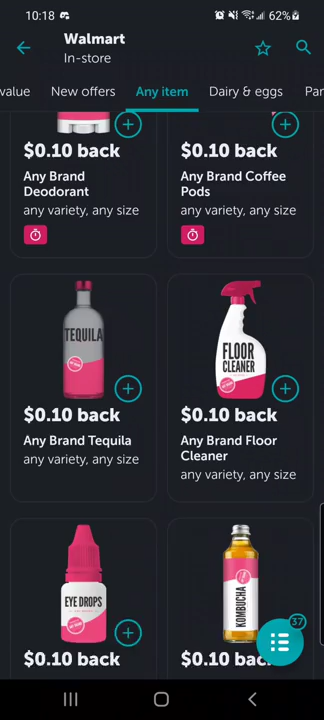 10:18
62%
Walmart
In-store
value
New offers
Any item
Dairy & eggs
Pan
$0.10 back
$0.10 back
Any Brand
Deodorant
Any Brand Coffee
Pods
any variety, any size
any variety, any size
TEQUILA
FLOOR
CLEANER
$0.10 back
$0.10 back
Any Brand Tequila
Any Brand Floor
Cleaner
any variety, any size
any variety, any size
EYE DROPS
KOMBUCHA
37
$0.10 back
$0.10 back